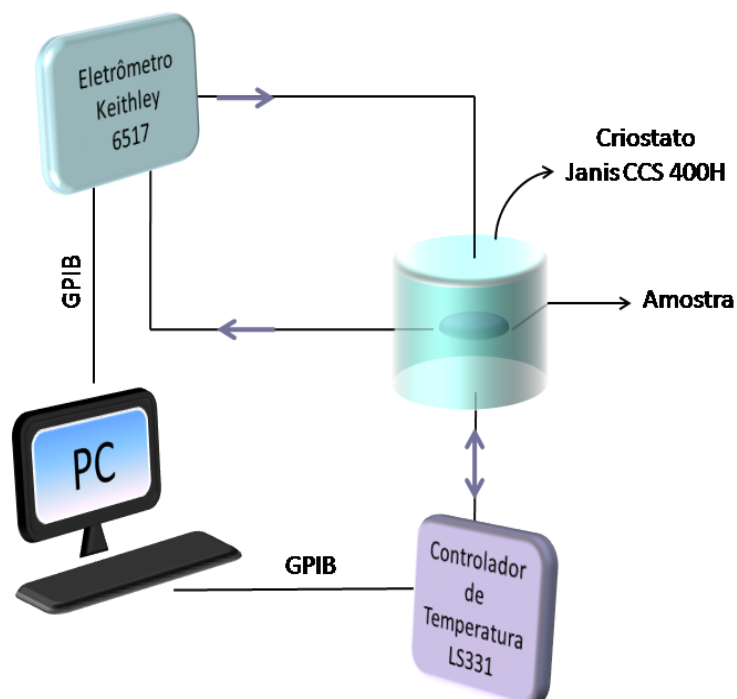 Eletrômetro
Keithley
6517
Criostato
Janis CCS 400H
GPIB
Amostra
PC
GPIB
Controlador
de
Temperatura
LS331